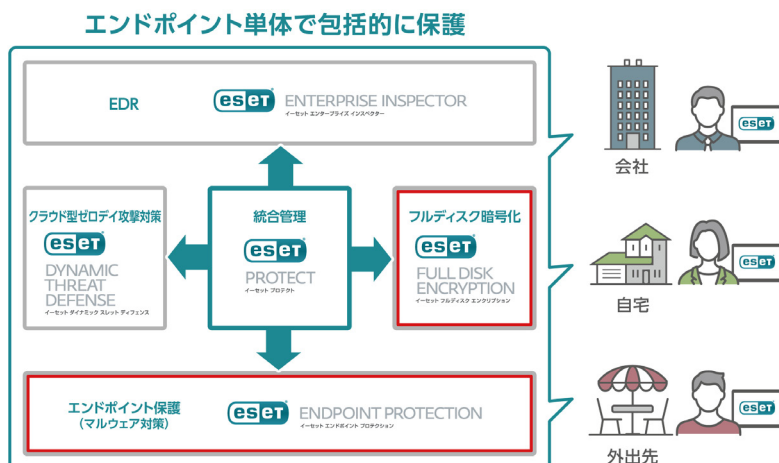 エンドポイント単体で包括的に保護
EDR
eset ENTERPRISE INSPECTOR
イーセット エンタープライズ インスペクター
会社
eset
クラウド型ゼロデイ攻撃対策
eset
DYNAMIC
THREAT
DEFENSE
イーセット ダイナミック スレット ディフェンス
統合管理
eset
PROTECT
イーセット プロテクト
フルディスク暗号化
eset
FULL DISK
ENCRYPTION
イーセット フルディスク エンクリプション
自宅
eset
エンドポイント保護
(マルウェア対策)
eset ENDPOINT PROTECTION
イーセット エンドポイント プロテクション
外出先
eset